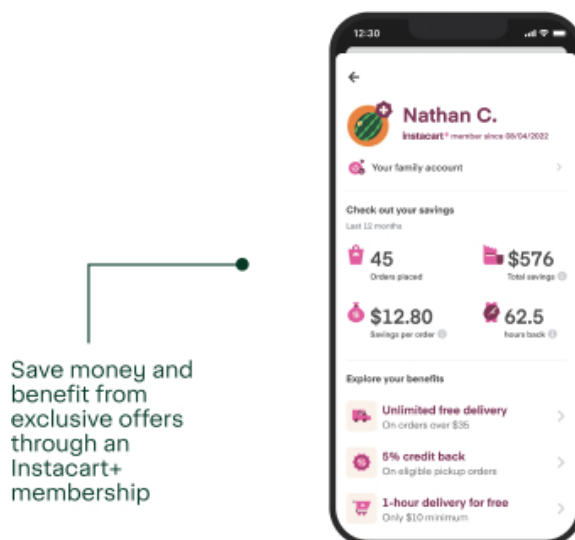 12:30
Nathan C.
instacart+ member since 08/04/2022
Your family account
Check out your savings
Last 12 months
45
Orders placed
$576
Total savings
$12.80
Savings per order
62.5
hours back
Explore your benefits
Unlimited free delivery
On orders over $35
5% credit back
On eligible pickup orders
1-hour delivery for free
Only $10 minimum
Save money and
benefit from
exclusive offers
through an
Instacart+
membership